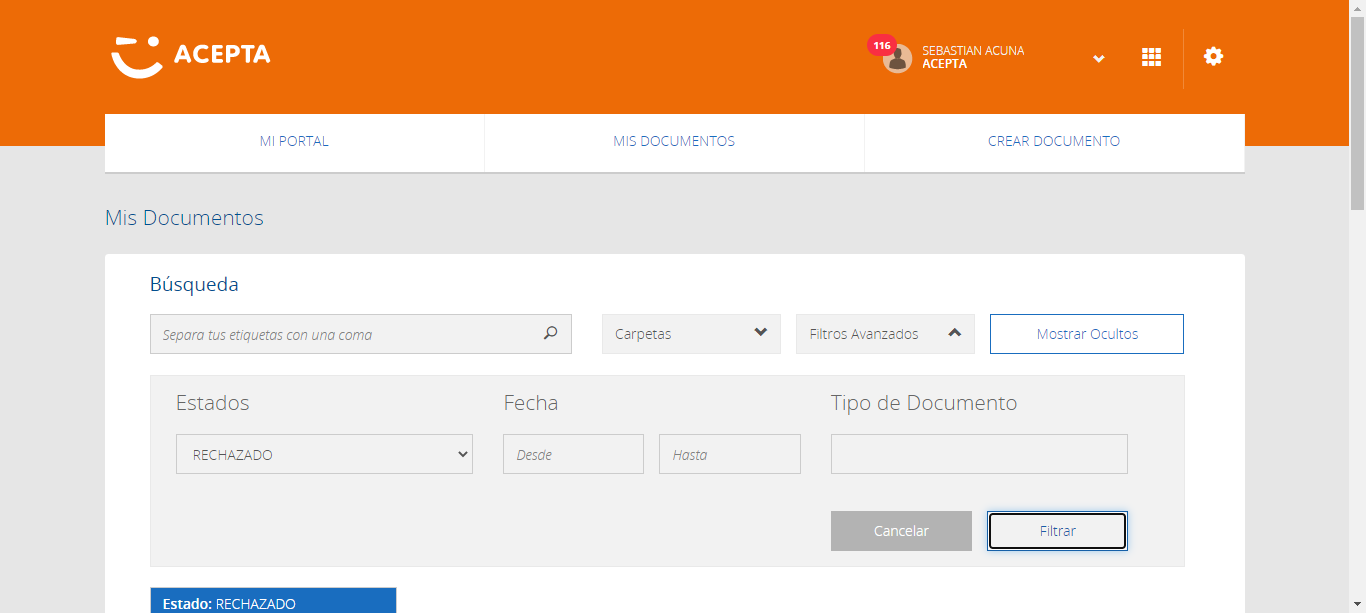 ACEPTA
116
SEBASTIAN ACUNA
ACEPTA
MI PORTAL
MIS DOCUMENTOS
CREAR DOCUMENTO
Mis Documentos
Búsqueda
Separa tus etiquetas con una coma
Carpetas
Filtros Avanzados
Mostrar Ocultos
Estados
Fecha
Tipo de Documento
RECHAZADO
Desde
Hasta
Cancelar
Filtrar
Estado: RECHAZADO